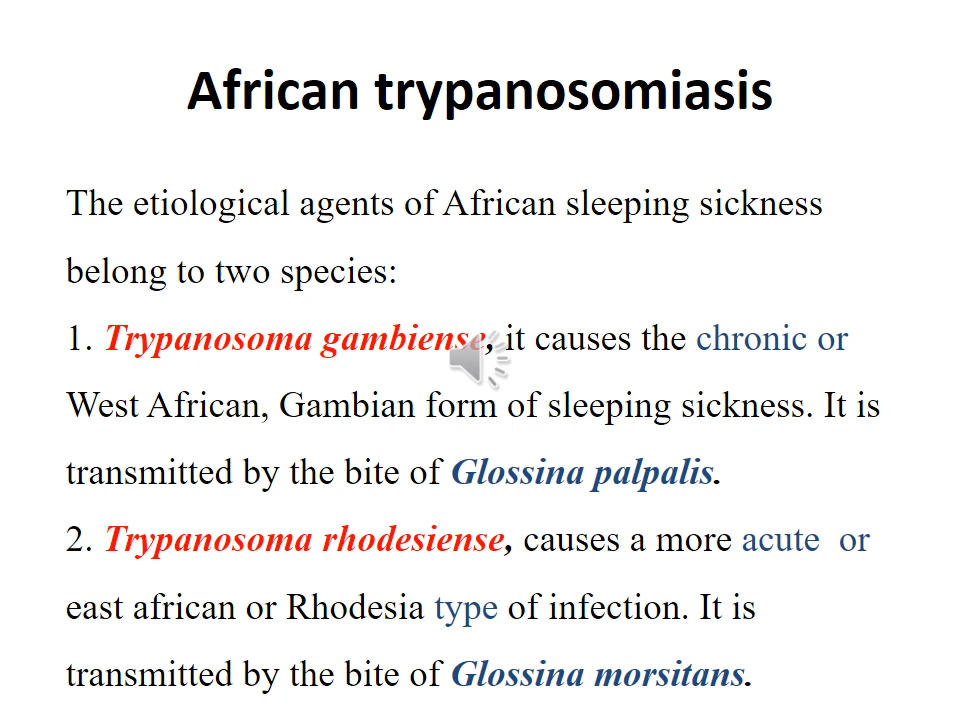 African trypanosomiasis
The etiological agents of African sleeping sickness
belong to two species:
1. Trypanosoma gambiense, it causes the chronic or
West African, Gambian form of sleeping sickness. It is
transmitted by the bite of Glossina palpalis.
2. Trypanosoma rhodesiense, causes a more acute  or
east african or Rhodesia type of infection. It is
transmitted by the bite of Glossina morsitans.